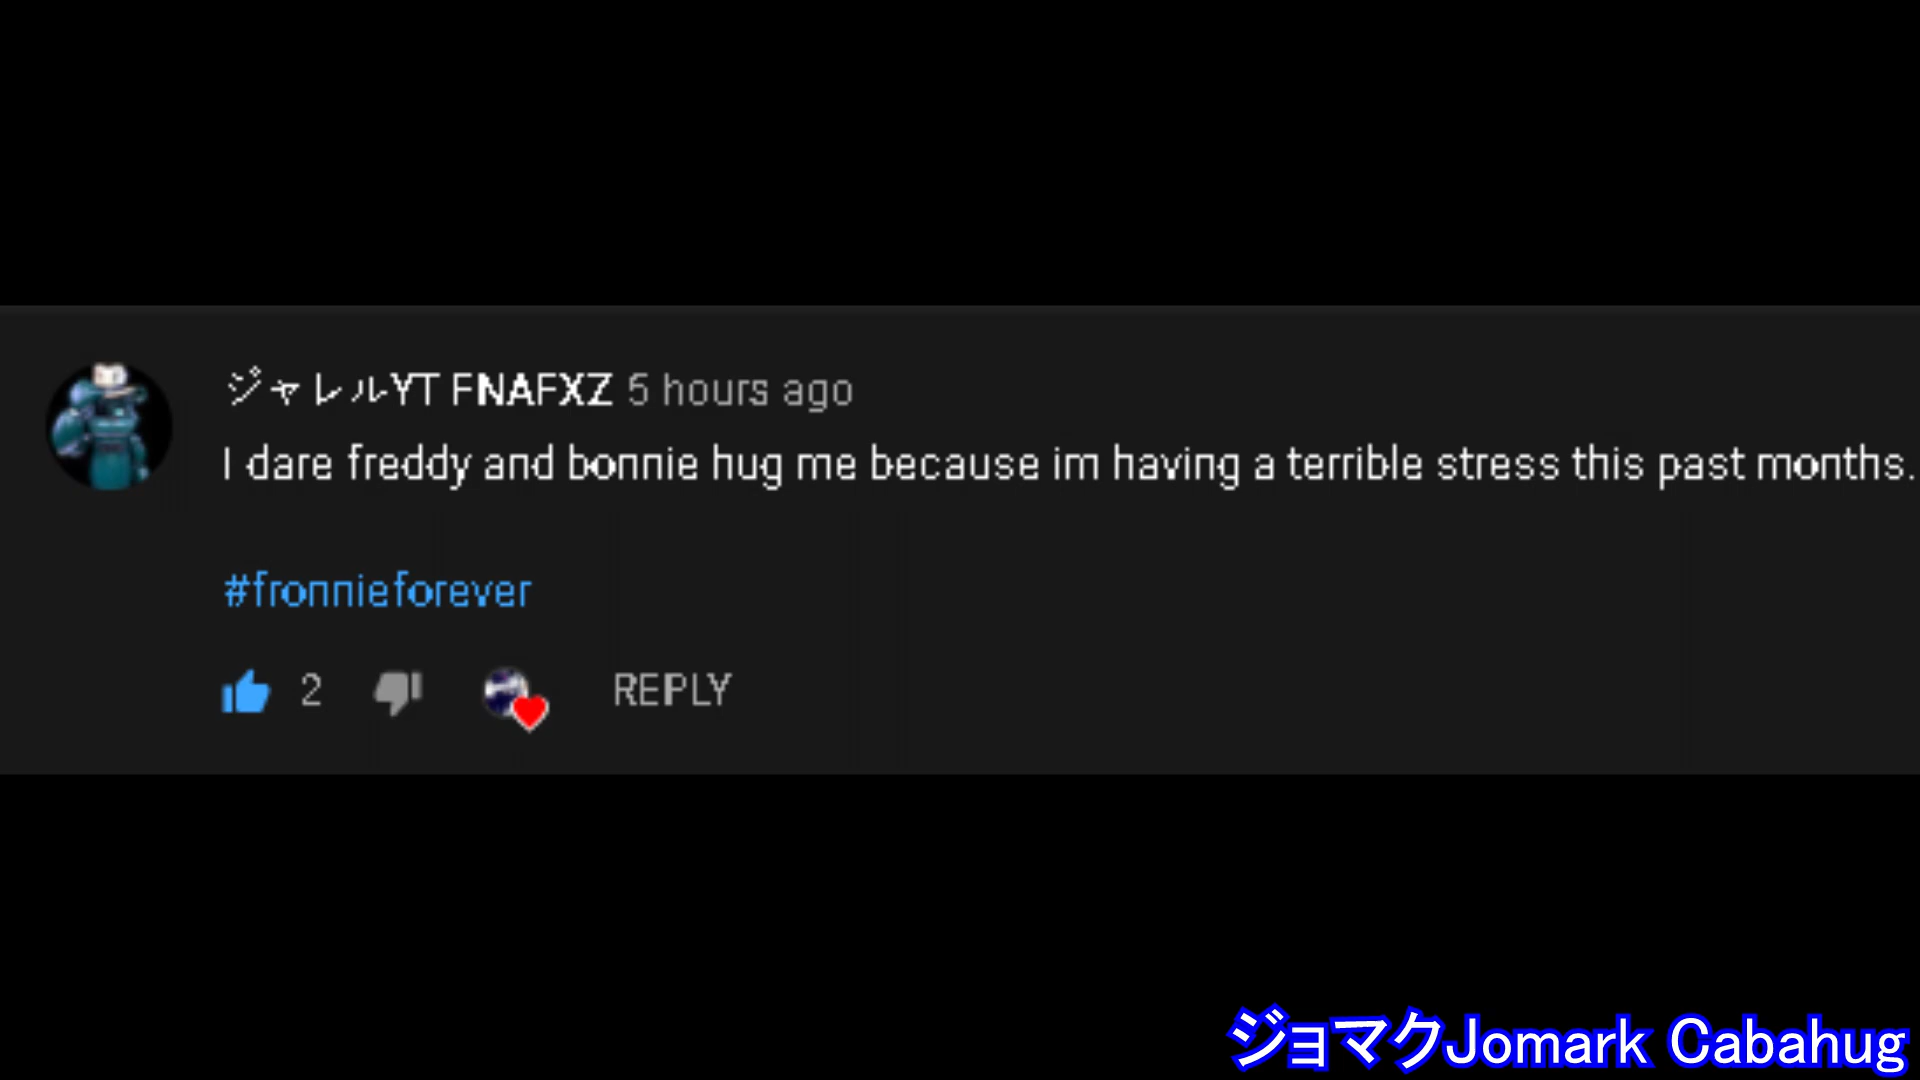 ジャレルYT FNAFXZ 5 hours ago
I dare freddy and bonnie hug me because im having a terrible stress this past months.
#fronnieforever
2 REPLY
ジョマクJomark Cabahug